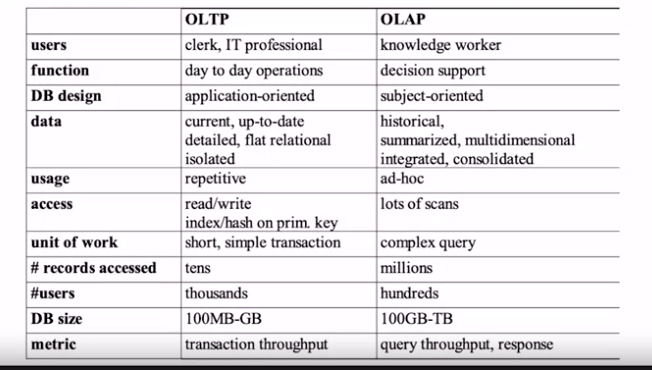 OLTP OLAP
users clerk, IT professional knowledge worker
function day to day operations decision support
DB design application-oriented subject-oriented
data current, up-to-date historical,
detailed, flat relational summarized, multidimensional
isolated integrated, consolidated
usage repetitive ad-hoc
access read/write lots of scans
index/hash on prim. key
unit of work short, simple transaction complex query
# records accessed tens millions
#users thousands hundreds
DB size 100MB-GB 100GB-TB
metric transaction throughput query throughput, response